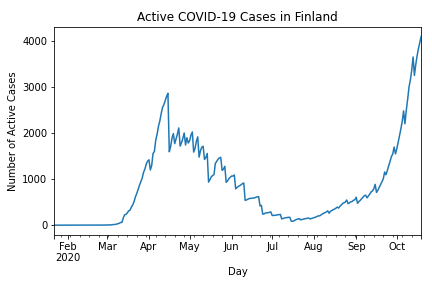 Active COVID-19 Cases in Finland
Number of Active Cases
4000
3000
2000
1000
0
Feb Mar Apr May Jun Jul Aug Sep Oct
2020
Day